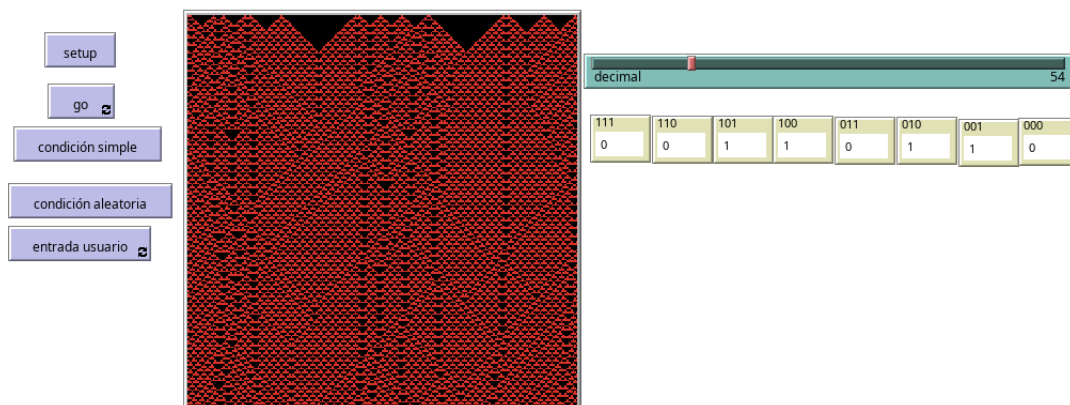 setup
go
condición simple
condición aleatoria
entrada usuario
decimal 54
111 110 101 100 011 010 001 000
0 0 1 1 0 1 1 0